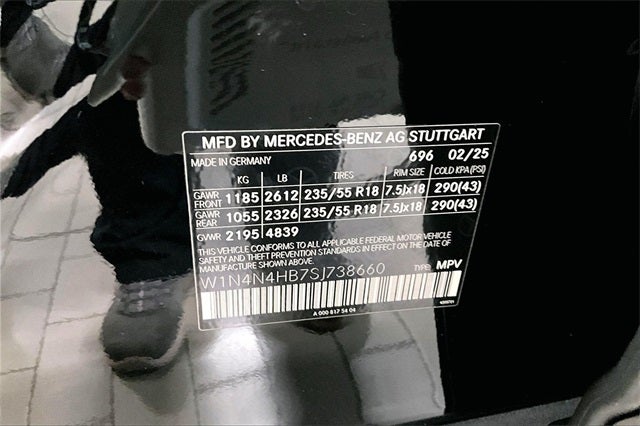 MFD BY MERCEDES-BENZ AG STUTTGART
MADE IN GERMANY 696 02/25
KG LB TIRES RIM SIZE COLD KPA (PSI)
GAWR FRONT 1185 2612 235/55 R18 7.5Jx18 290(43)
GAWR REAR 1055 2326 235/55 R18 7.5Jx18 290(43)
GVWR 2195 4839
THIS VEHICLE CONFORMS TO ALL APPLICABLE FEDERAL MOTOR VEHICLE
SAFETY AND THEFT PREVENTION STANDARDS IN EFFECT ON THE DATE OF
MANUFACTURE SHOWN ABOVE.
W1N4N4HB7SJ738660 TYPE: MPV
A 000 817 54 04